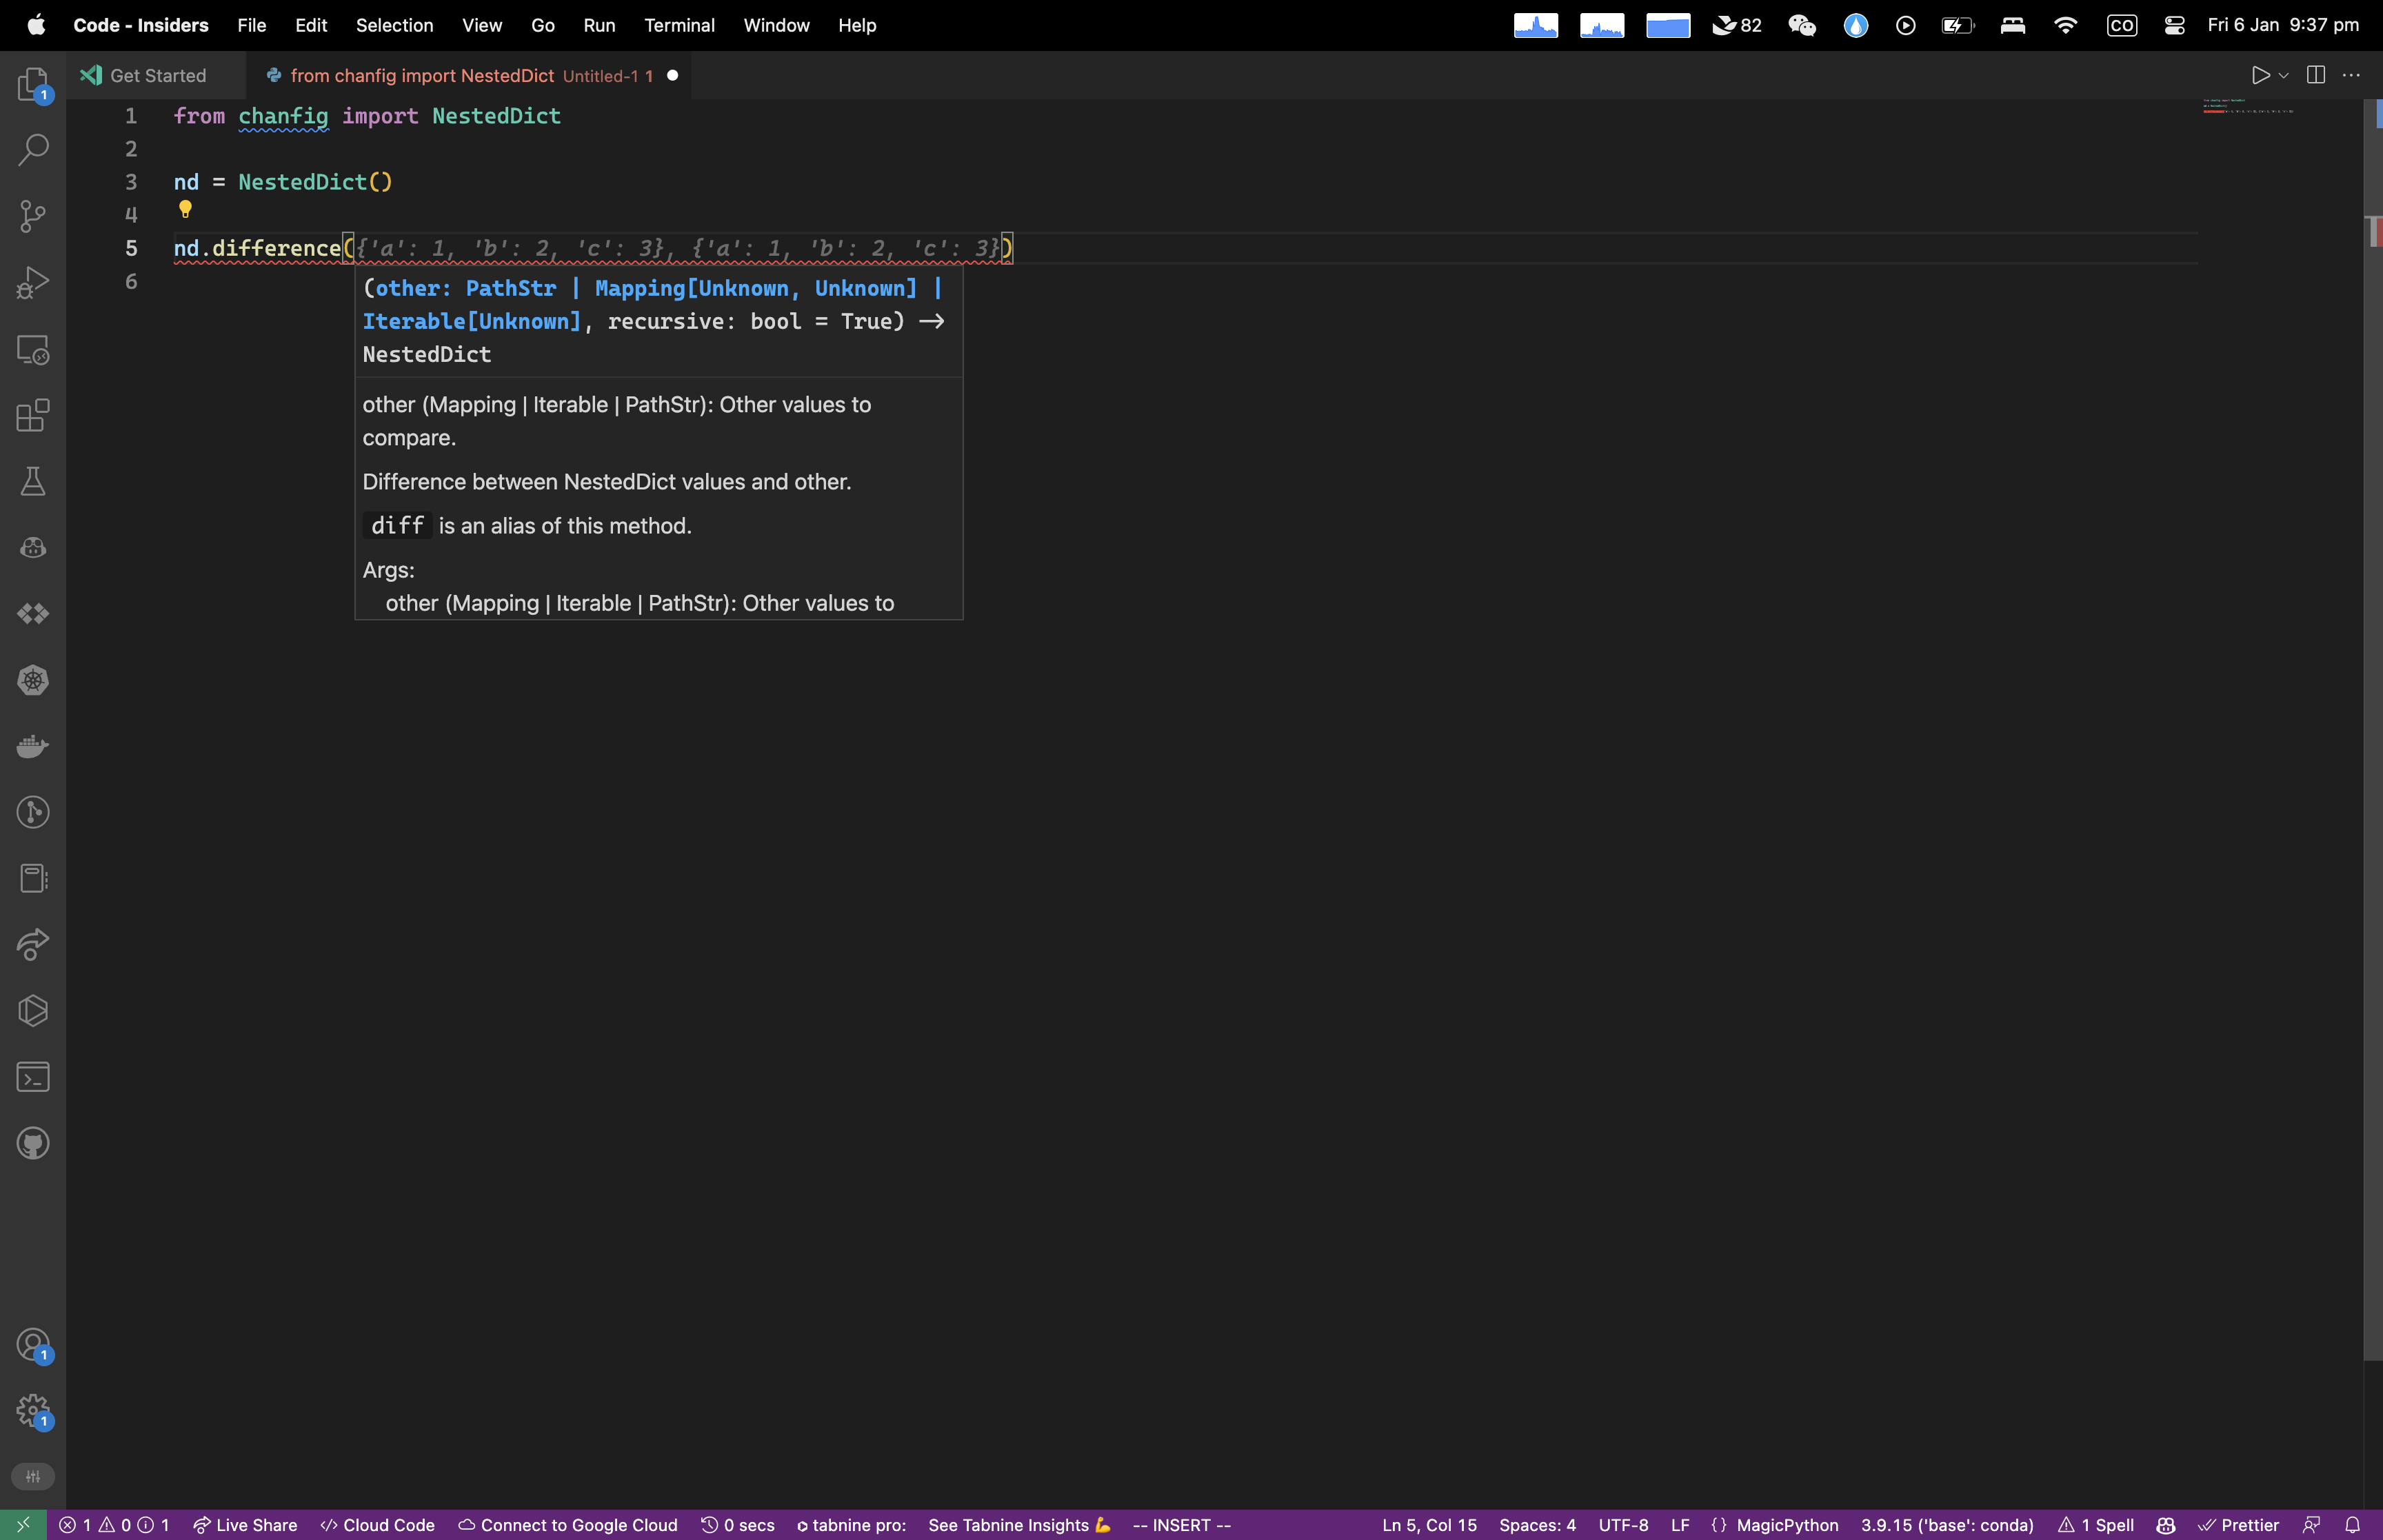 Code - Insiders File Edit Selection View Go Run Terminal Window Help 82 CO Fri 6 Jan 9:37 pm
Get Started from chanfig import NestedDict Untitled-1 1
1 from chanfig import NestedDict
2
3 nd = NestedDict()
4
5 nd.difference({'a': 1, 'b': 2, 'c': 3}, {'a': 1, 'b': 2, 'c': 3})
6
(other: PathStr | Mapping[Unknown, Unknown] |
Iterable[Unknown], recursive: bool = True) ->
NestedDict
other (Mapping | Iterable | PathStr): Other values to
compare.
Difference between NestedDict values and other.
diff is an alias of this method.
Args:
other (Mapping | Iterable | PathStr): Other values to
1
1
1
1 0 1 Live Share Cloud Code Connect to Google Cloud 0 secs tabnine pro: See Tabnine Insights 💪 -- INSERT -- Ln 5, Col 15 Spaces: 4 UTF-8 LF {} MagicPython 3.9.15 ('base': conda) 1 Spell Prettier